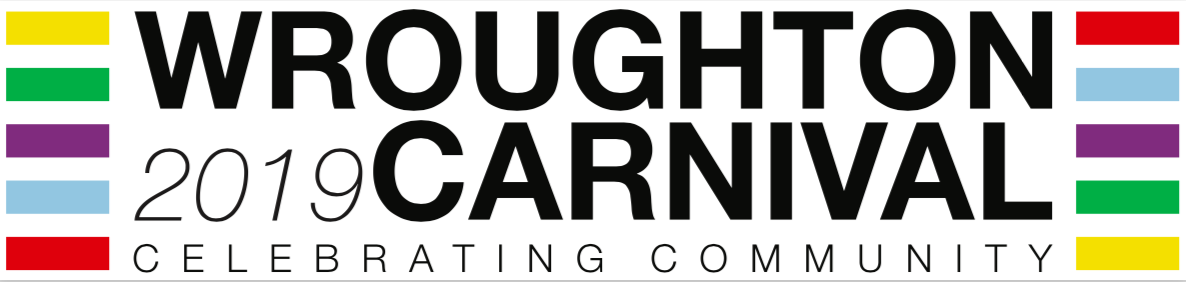 WROUGHTON
2019 CARNIVAL
CELEBRATING COMMUNITY